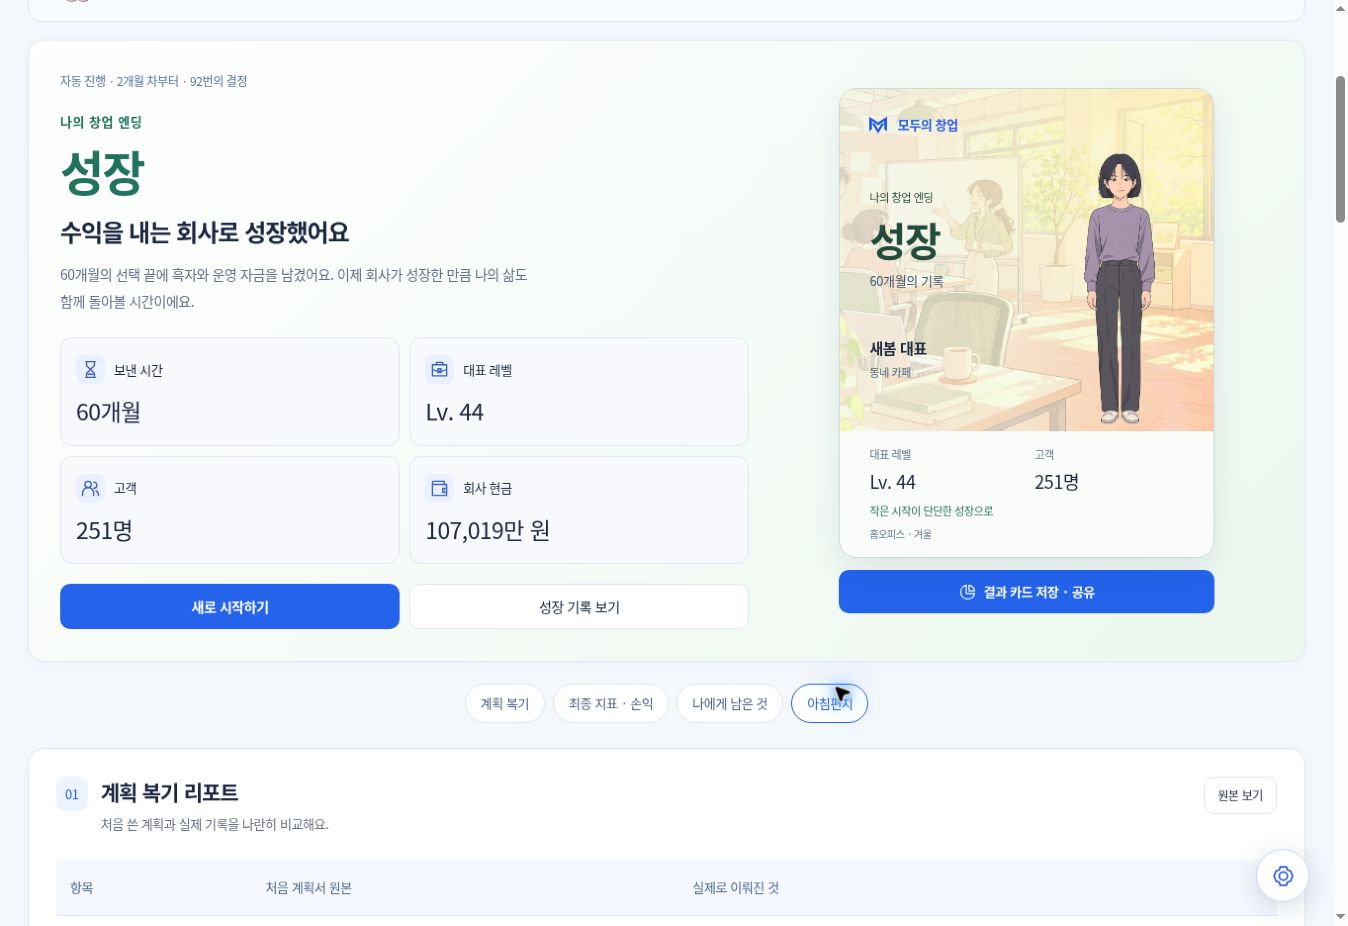 자동 진행 · 2개월 차부터 · 92번의 결정
나의 창업 엔딩
성장
수익을 내는 회사로 성장했어요
60개월의 선택 끝에 흑자와 운영 자금을 남겼어요. 이제 회사가 성장한 만큼 나의 삶도
함께 돌아볼 시간이에요.
보낸 시간
60개월
대표 레벨
Lv. 44
고객
251명
회사 현금
107,019만 원
새로 시작하기
성장 기록 보기
모두의 창업
나의 창업 엔딩
성장
60개월의 기록
새봄 대표
동네 카페
대표 레벨
고객
Lv. 44
251명
작은 시작이 단단한 성장으로
홈오피스 · 겨울
결과 카드 저장 · 공유
계획 복기
최종 지표 · 손익
나에게 남은 것
아침편지
01
계획 복기 리포트
처음 쓴 계획과 실제 기록을 나란히 비교해요.
원본 보기
항목
처음 계획서 원본
실제로 이뤄진 것